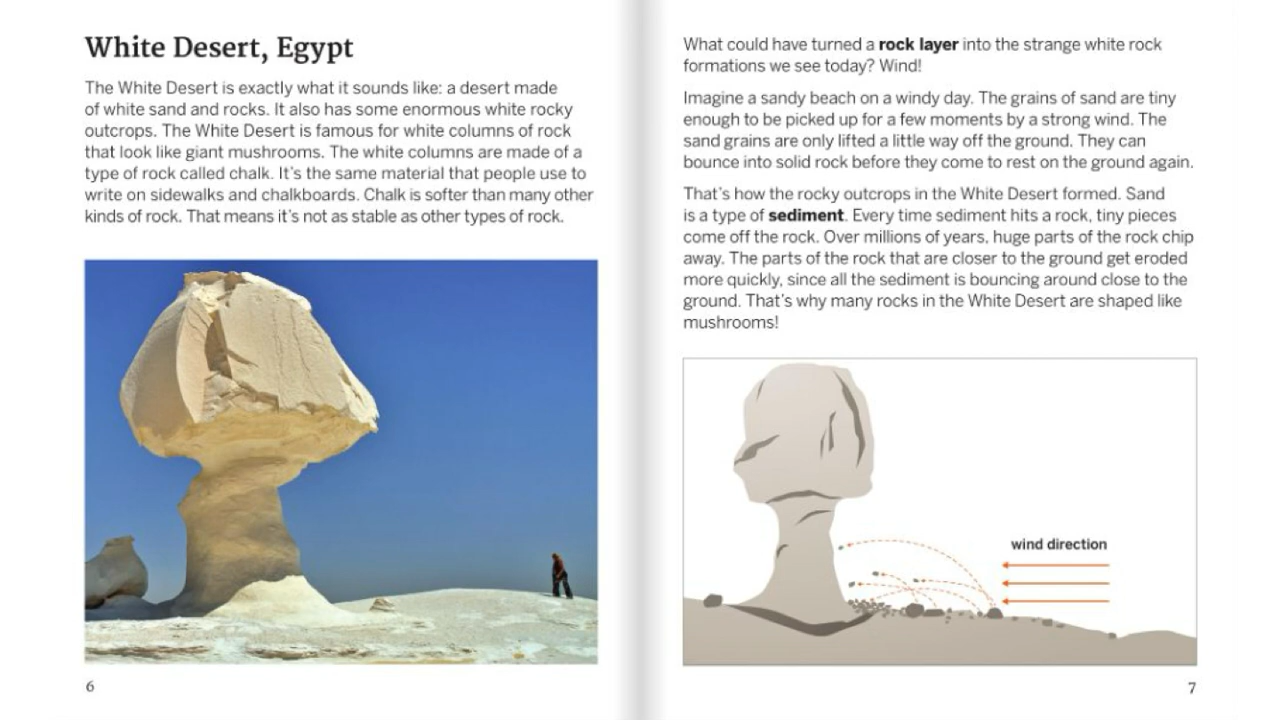 White Desert, Egypt
The White Desert is exactly what it sounds like: a desert made
of white sand and rocks. It also has some enormous white rocky
outcrops. The White Desert is famous for white columns of rock
that look like giant mushrooms. The white columns are made of a
type of rock called chalk. It’s the same material that people use to
write on sidewalks and chalkboards. Chalk is softer than many other
kinds of rock. That means it’s not as stable as other types of rock.
6
What could have turned a rock layer into the strange white rock
formations we see today? Wind!
Imagine a sandy beach on a windy day. The grains of sand are tiny
enough to be picked up for a few moments by a strong wind. The
sand grains are only lifted a little way off the ground. They can
bounce into solid rock before they come to rest on the ground again.
That’s how the rocky outcrops in the White Desert formed. Sand
is a type of sediment. Every time sediment hits a rock, tiny pieces
come off the rock. Over millions of years, huge parts of the rock chip
away. The parts of the rock that are closer to the ground get eroded
more quickly, since all the sediment is bouncing around close to the
ground. That’s why many rocks in the White Desert are shaped like
mushrooms!
wind direction
7